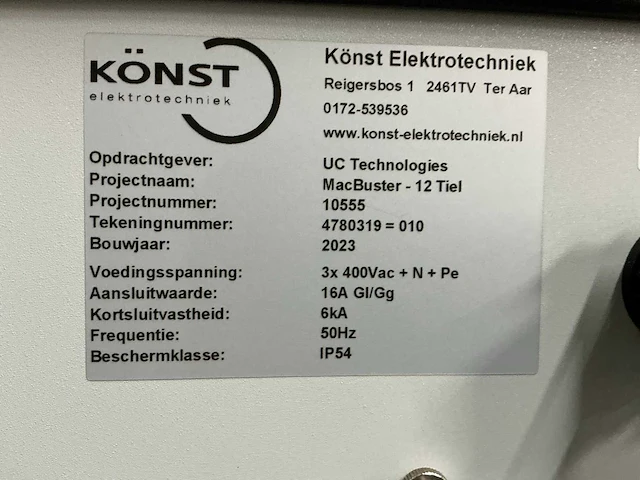 KÖNST
elektrotechniek
Könst Elektrotechniek
Reigersbos 1 2461TV Ter Aar
0172-539536
www.konst-elektrotechniek.nl
Opdrachtgever: UC Technologies
Projectnaam: MacBuster - 12 Tiel
Projectnummer: 10555
Tekeningnummer: 4780319 = 010
Bouwjaar: 2023
Voedingsspanning: 3x 400Vac + N + Pe
Aansluitwaarde: 16A Gl/Gg
Kortsluitvastheid: 6kA
Frequentie: 50Hz
Beschermklasse: IP54